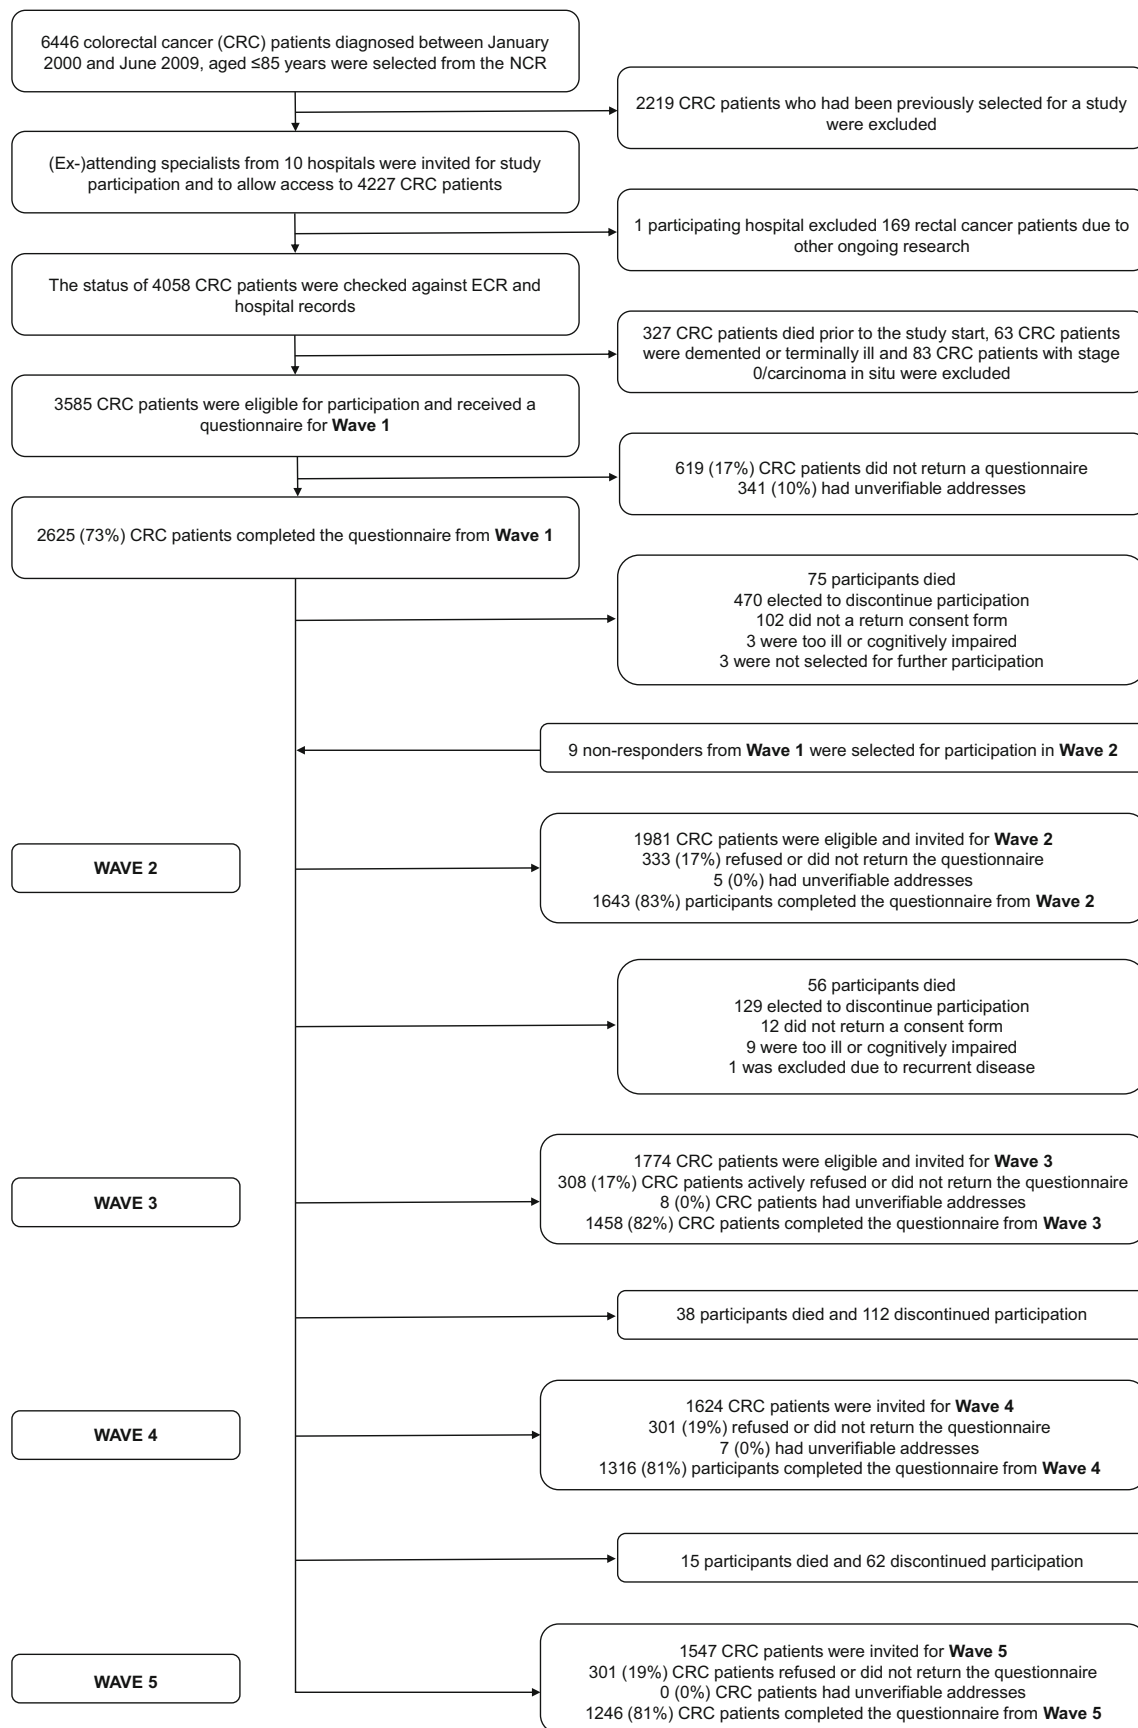 6446 colorectal cancer (CRC) patients diagnosed between January
2000 and June 2009, aged ≤85 years were selected from the NCR
2219 CRC patients who had been previously selected for a study
were excluded
(Ex-)attending specialists from 10 hospitals were invited for study
participation and to allow access to 4227 CRC patients
1 participating hospital excluded 169 rectal cancer patients due to
other ongoing research
The status of 4058 CRC patients were checked against ECR and
hospital records
327 CRC patients died prior to the study start, 63 CRC patients
were demented or terminally ill and 83 CRC patients with stage
0/carcinoma in situ were excluded
3585 CRC patients were eligible for participation and received a
questionnaire for Wave 1
619 (17%) CRC patients did not return a questionnaire
341 (10%) had unverifiable addresses
2625 (73%) CRC patients completed the questionnaire from Wave 1
75 participants died
470 elected to discontinue participation
102 did not a return consent form
3 were too ill or cognitively impaired
3 were not selected for further participation
9 non-responders from Wave 1 were selected for participation in Wave 2
WAVE 2
1981 CRC patients were eligible and invited for Wave 2
333 (17%) refused or did not return the questionnaire
5 (0%) had unverifiable addresses
1643 (83%) participants completed the questionnaire from Wave 2
56 participants died
129 elected to discontinue participation
12 did not return a consent form
9 were too ill or cognitively impaired
1 was excluded due to recurrent disease
WAVE 3
1774 CRC patients were eligible and invited for Wave 3
308 (17%) CRC patients actively refused or did not return the questionnaire
8 (0%) CRC patients had unverifiable addresses
1458 (82%) CRC patients completed the questionnaire from Wave 3
38 participants died and 112 discontinued participation
WAVE 4
1624 CRC patients were invited for Wave 4
301 (19%) refused or did not return the questionnaire
7 (0%) had unverifiable addresses
1316 (81%) participants completed the questionnaire from Wave 4
15 participants died and 62 discontinued participation
WAVE 5
1547 CRC patients were invited for Wave 5
301 (19%) CRC patients refused or did not return the questionnaire
0 (0%) CRC patients had unverifiable addresses
1246 (81%) CRC patients completed the questionnaire from Wave 5